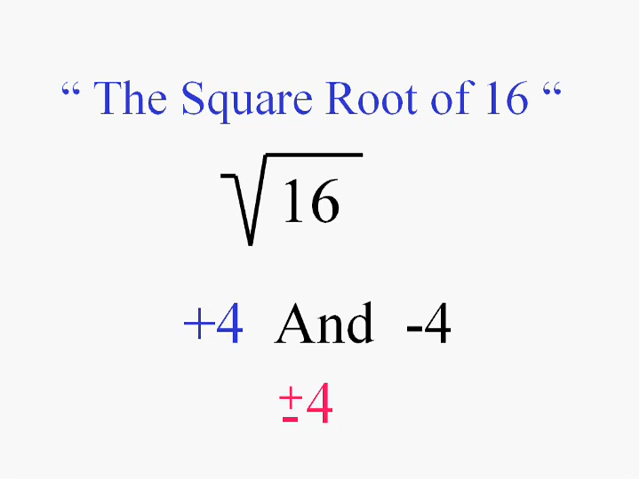 “ The Square Root of 16 “
√16
+4 And -4
±4